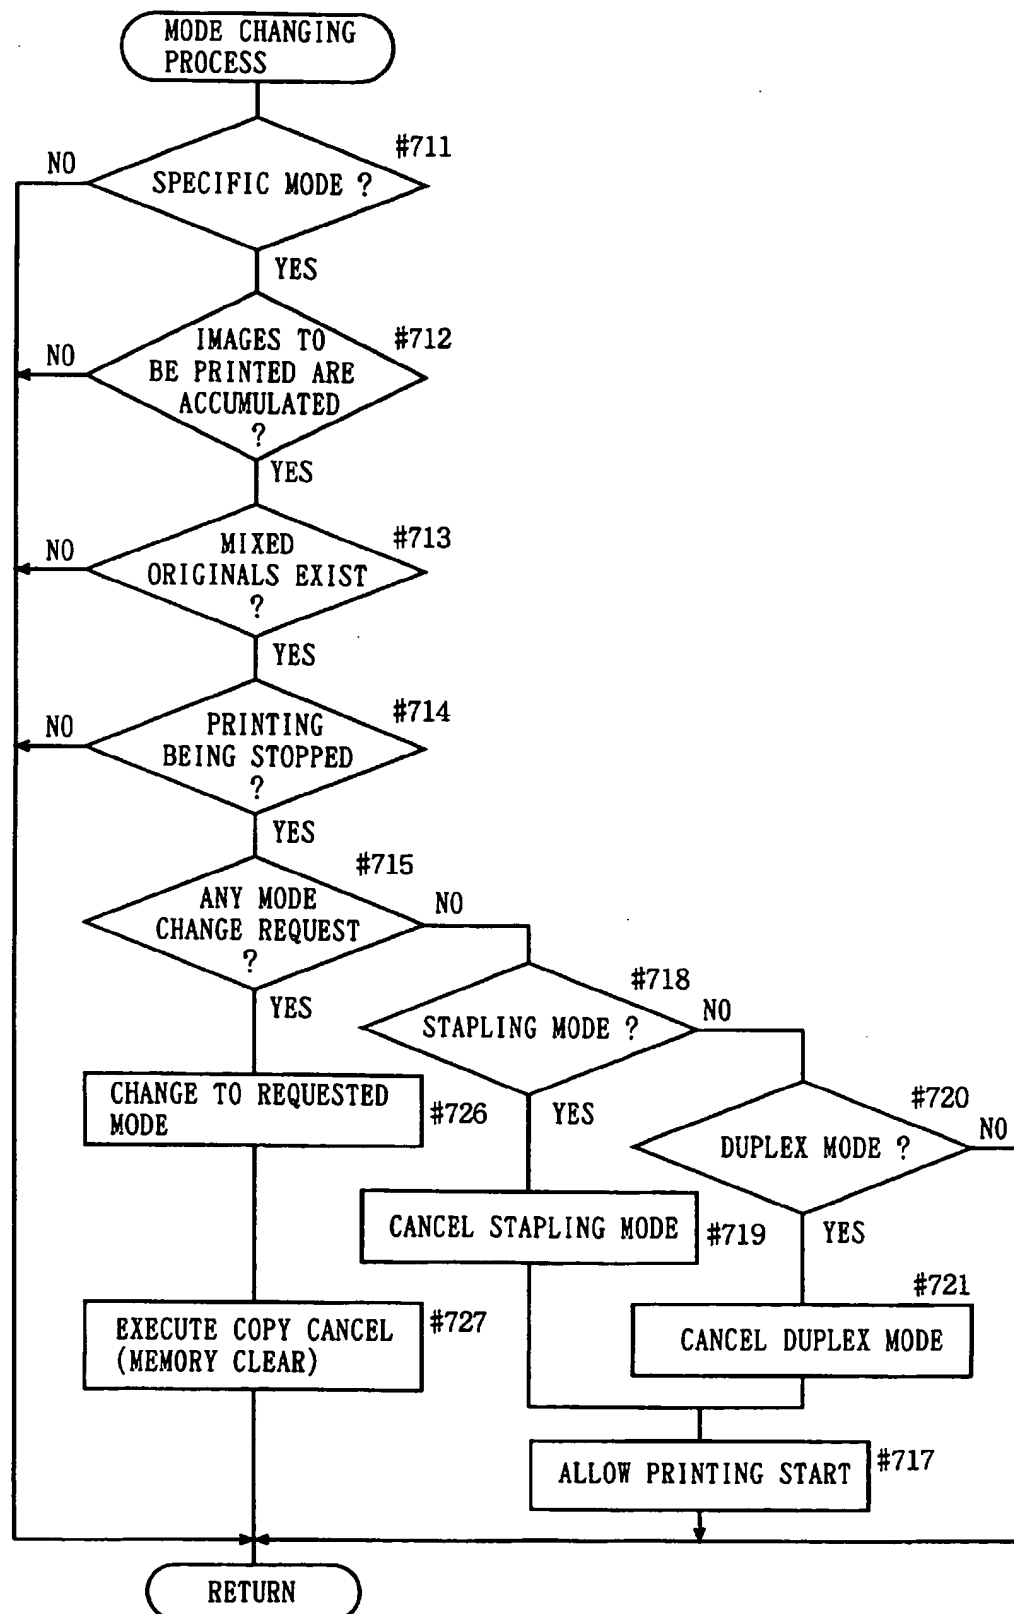 MODE CHANGING
PROCESS
#711
NO
SPECIFIC MODE ?
YES
#712
IMAGES TO
NO
BE PRINTED ARE
ACCUMULATED
?
YES
#713
MIXED
NO
ORIGINALS EXIST
?
YES
#714
PRINTING
NO
BEING STOPPED
?
YES
#715
ANY MODE
NO
CHANGE REQUEST
?
YES
#718
STAPLING MODE ?
NO
YES
#720
DUPLEX MODE ?
NO
YES
CHANGE TO REQUESTED
MODE
#726
CANCEL STAPLING MODE
#719
#721
CANCEL DUPLEX MODE
EXECUTE COPY CANCEL
(MEMORY CLEAR)
#727
ALLOW PRINTING START
#717
RETURN